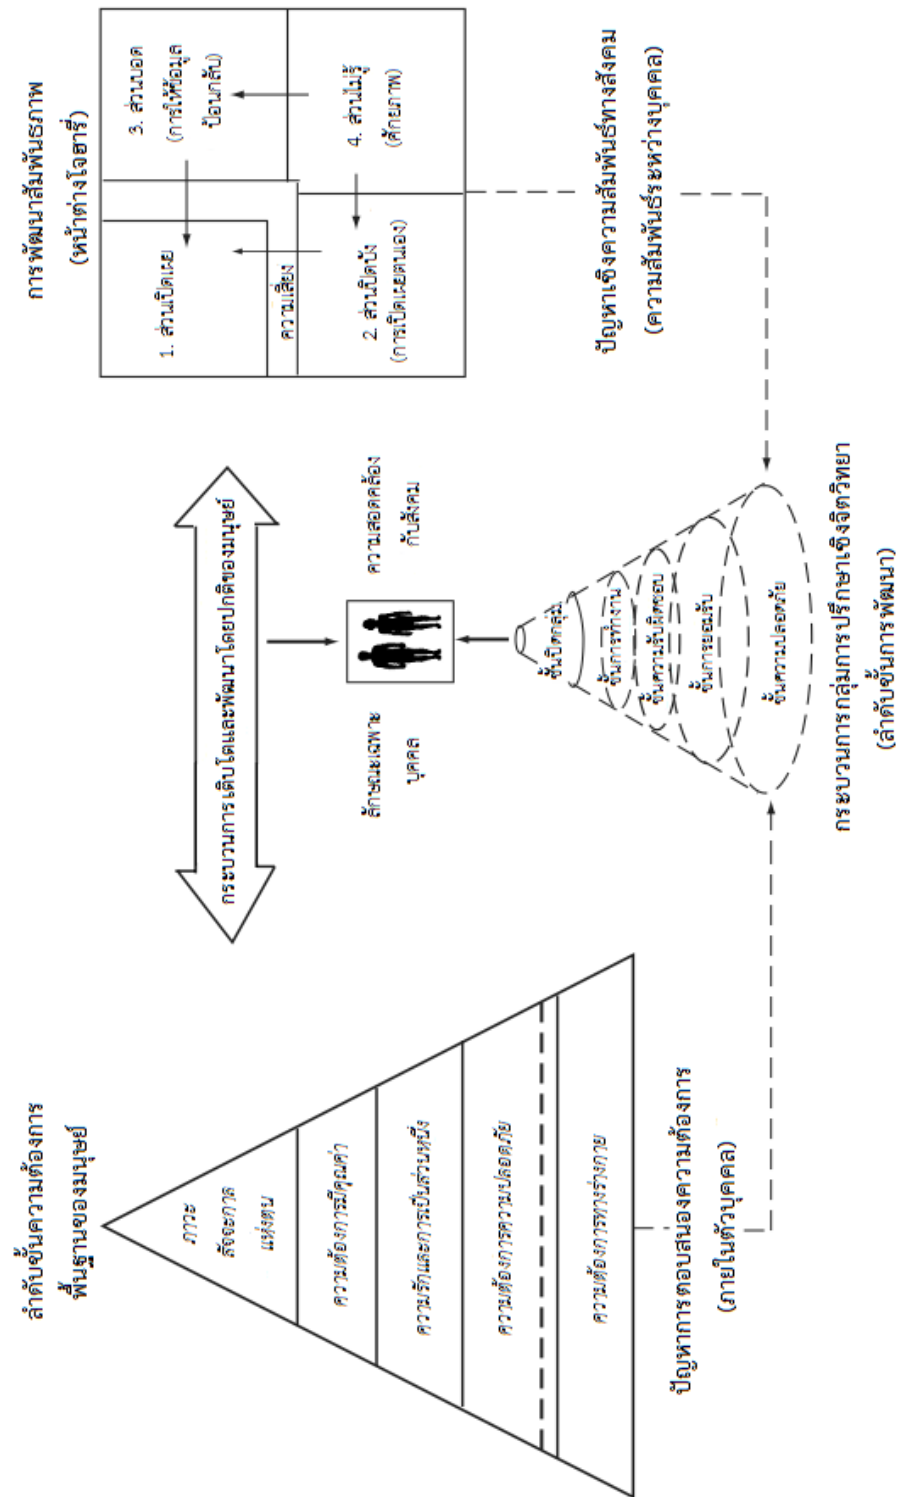 ลำดับขั้นความต้องการ
พื้นฐานของมนุษย์
ภาวะ
สัจจะกาล
แห่งตน
ความต้องการมีคุณค่า
ความรักและการเป็นส่วนหนึ่ง
ความต้องการความปลอดภัย
ความต้องการทางร่างกาย
ปัญหาการตอบสนองความต้องการ
(ภายในตัวบุคคล)
กระบวนการเติบโตและพัฒนาโดยปกติของมนุษย์
ลักษณะเฉพาะ
บุคคล
ความสอดคล้อง
กับสังคม
ขั้นปิดกลุ่ม
ขั้นการทำงาน
ขั้นความรับผิดชอบ
ขั้นการยอมรับ
ขั้นความปลอดภัย
กระบวนการกลุ่มการปรึกษาเชิงจิตวิทยา
(ลำดับขั้นการพัฒนา)
การพัฒนาสัมพันธภาพ
(หน้าต่างโจฮารี่)
1. ส่วนเปิดเผย
3. ส่วนบอด
(การให้ข้อมูล
ป้อนกลับ)
ความเสี่ยง
2. ส่วนปิดบัง
(การเปิดเผยตนเอง)
4. ส่วนไม่รู้
(ศักยภาพ)
ปัญหาเชิงความสัมพันธ์ทางสังคม
(ความสัมพันธ์ระหว่างบุคคล)